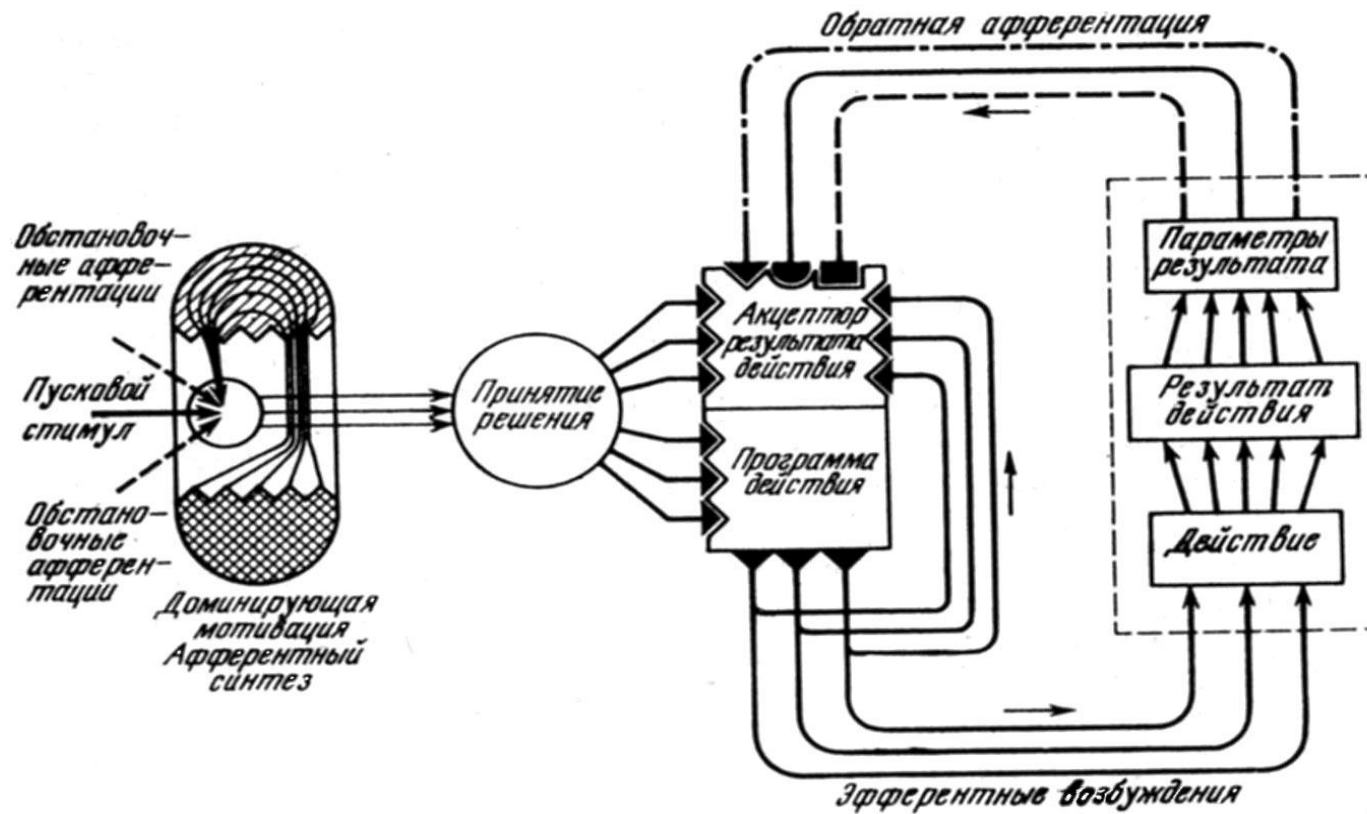 Обратная афферентация
Обстановоч-
ные аффе-
рентации
Пусковой
стимул
Обстано-
вочные
афферен-
тации
Доминирующая
мотивация
Афферентный
синтез
Принятие
решения
Акцептор
результата
действия
Программа
действия
Параметры
результата
Результат
действия
Действие
Эфферентные возбуждения